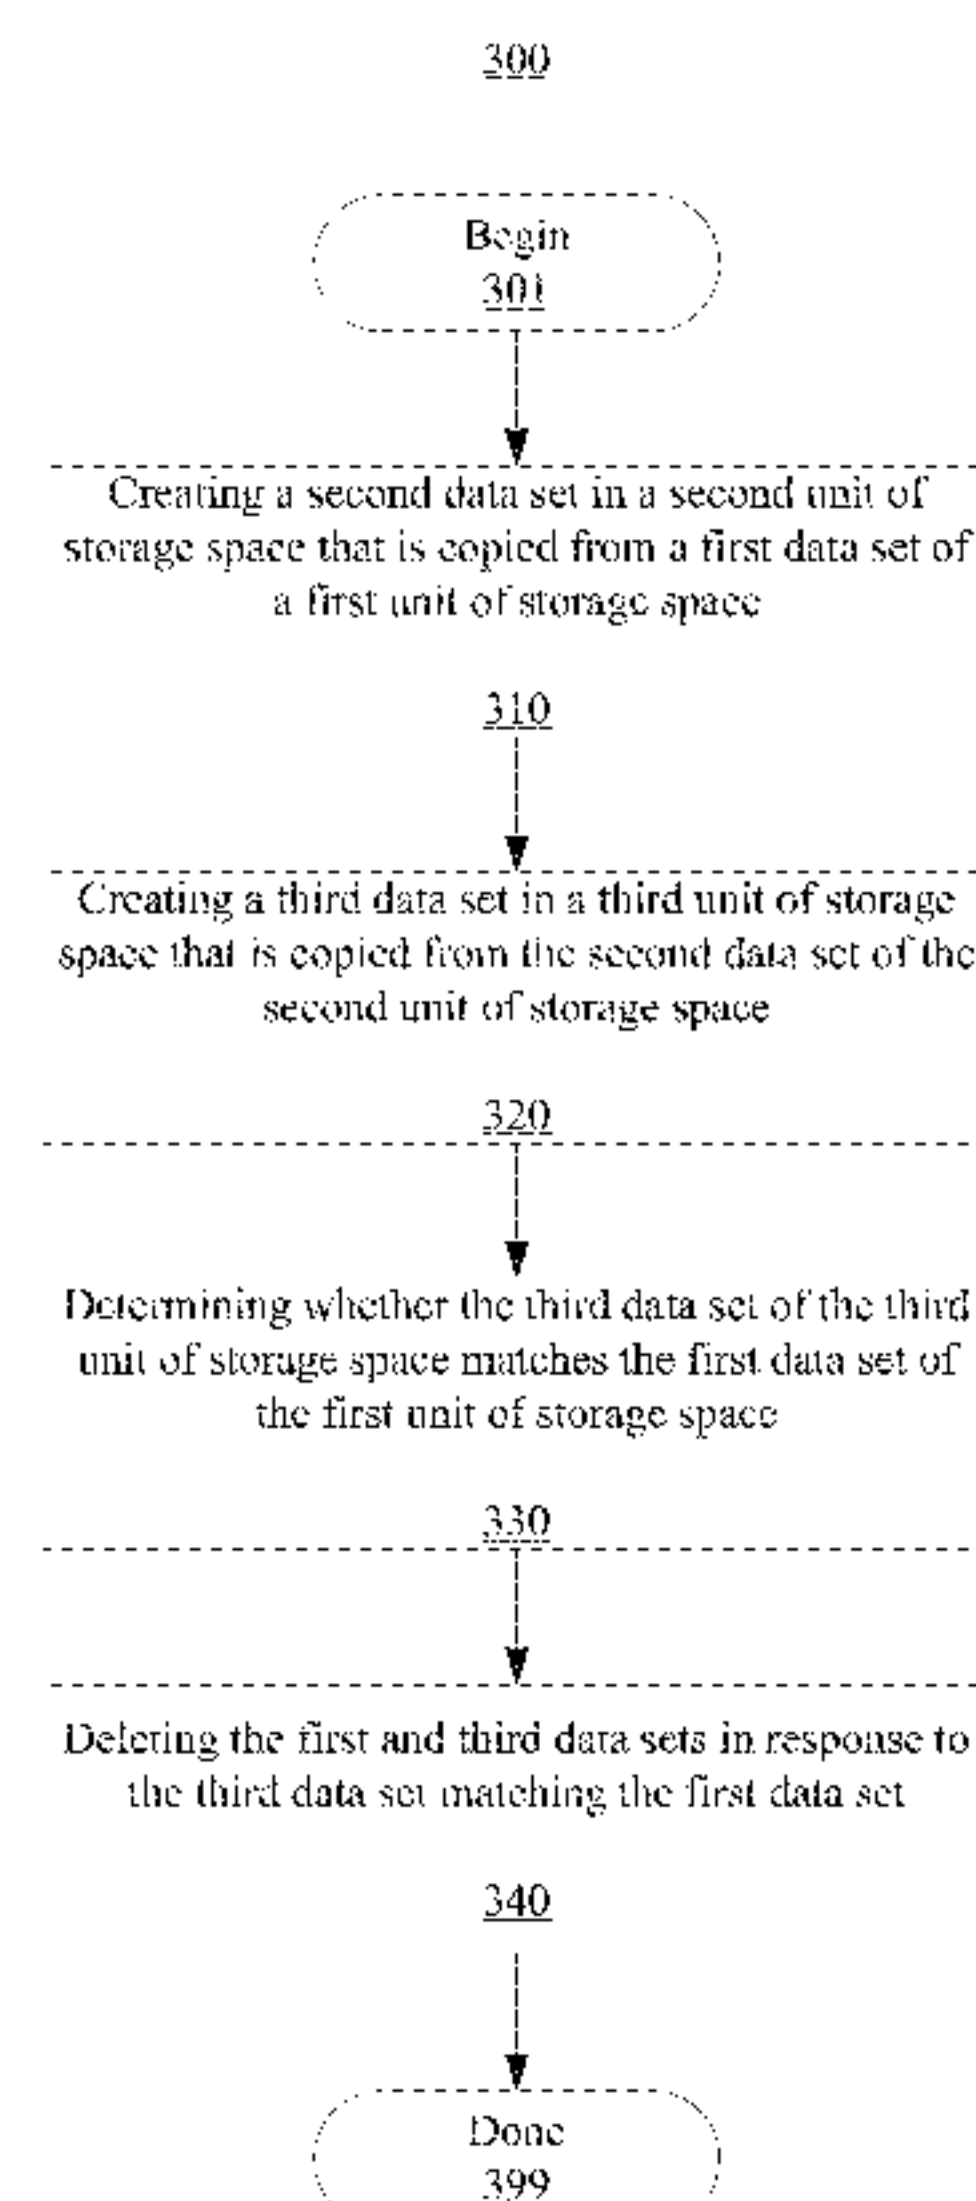 300
Begin
301
Creating a second data set in a second unit of
storage space that is copied from a first data set of
a first unit of storage space
310
Creating a third data set in a third unit of storage
space that is copied from the second data set of the
second unit of storage space
320
Determining whether the third data set of the third
unit of storage space matches the first data set of
the first unit of storage space
330
Deleting the first and third data sets in response to
the third data set matching the first data set
340
Done
399